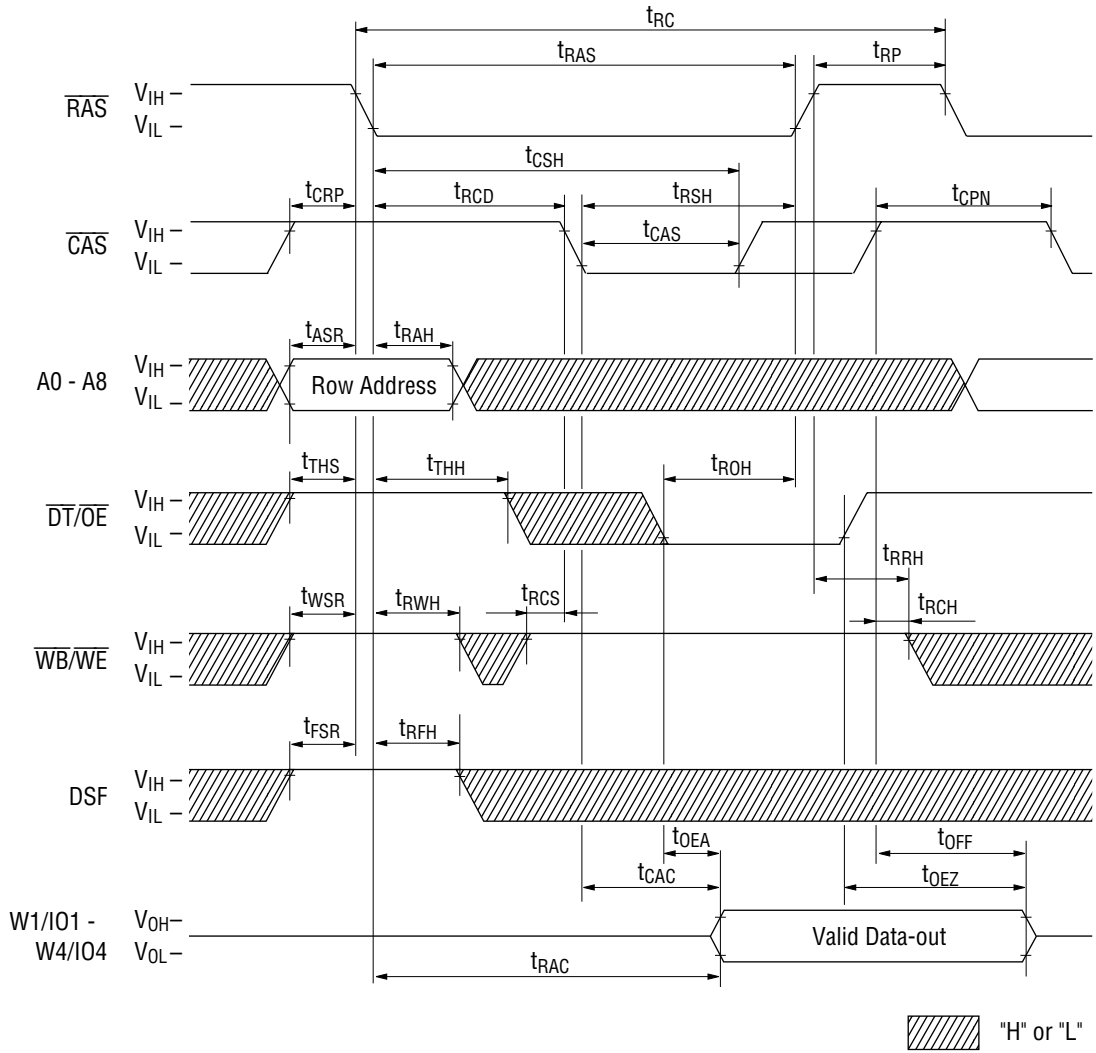 tRC
tRAS
tRP
RAS
VIH –
VIL –
tCSH
tCRP
tRCD
tRSH
tCPN
CAS
VIH –
VIL –
tCAS
tASR
tRAH
A0 - A8
VIH –
VIL –
Row Address
tTHS
tTHH
tROH
DT/OE
VIH –
VIL –
tRRH
tWSR
tRWH
tRCS
tRCH
WB/WE
VIH –
VIL –
tFSR
tRFH
DSF
VIH –
VIL –
tOEA
tOFF
tCAC
tOEZ
W1/IO1 -
W4/IO4
VOH –
VOL –
Valid Data-out
tRAC
"H" or "L"